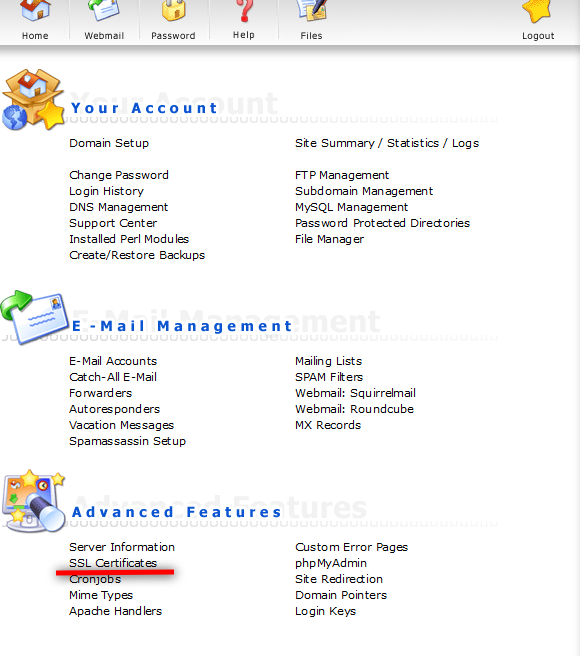 Home Webmail Password Help Files Logout
Your Account
Domain Setup Site Summary / Statistics / Logs
Change Password FTP Management
Login History Subdomain Management
DNS Management MySQL Management
Support Center Password Protected Directories
Installed Perl Modules File Manager
Create/Restore Backups
E-Mail Management
E-Mail Accounts Mailing Lists
Catch-All E-Mail SPAM Filters
Forwarders Webmail: Squirrelmail
Autoresponders Webmail: Roundcube
Vacation Messages MX Records
Spamassassin Setup
Advanced Features
Server Information Custom Error Pages
SSL Certificates phpMyAdmin
Cronjobs Site Redirection
Mime Types Domain Pointers
Apache Handlers Login Keys